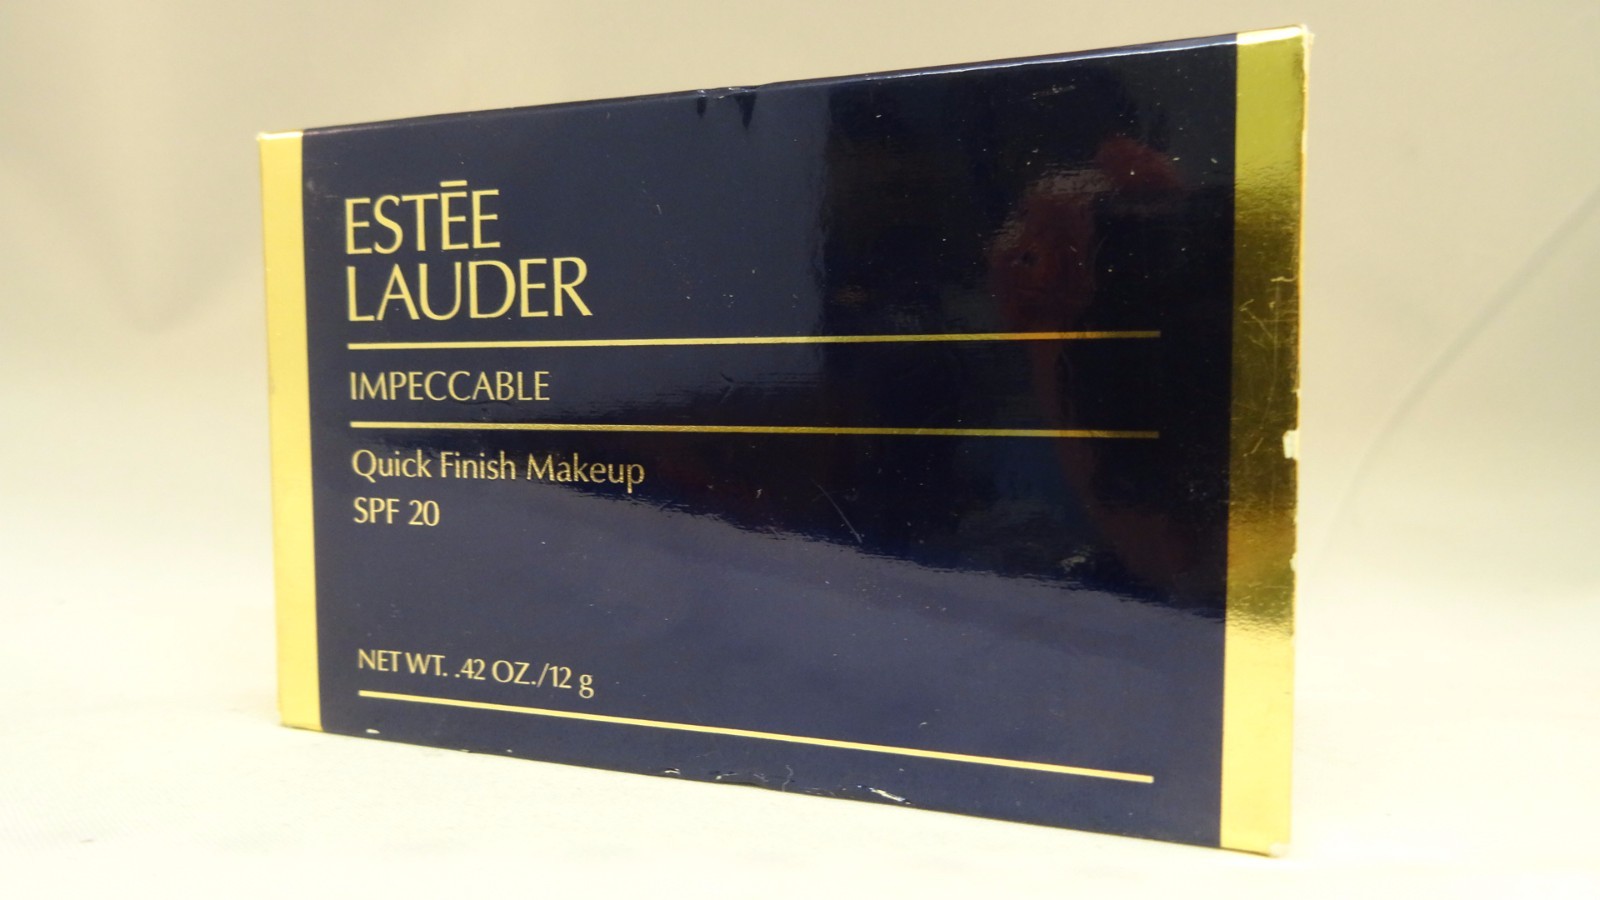 ESTĒE
LAUDER
IMPECCABLE
Quick Finish Makeup
SPF 20
NET WT. .42 OZ./12 g